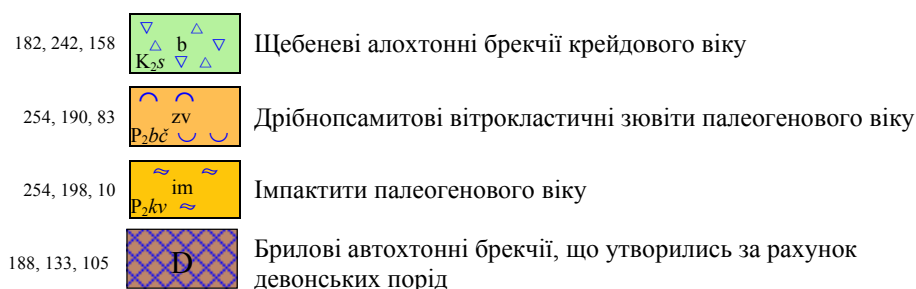 182, 242, 158 b K₂s Щебеневі алохтонні брекчії крейдового віку
254, 190, 83 zv P₂bč Дрібнопсамитові вітрокластичні зювіти палеогенового віку
254, 198, 10 im P₂kv Імпактити палеогенового віку
188, 133, 105 D Брилові автохтонні брекчії, що утворились за рахунок
девонських порід